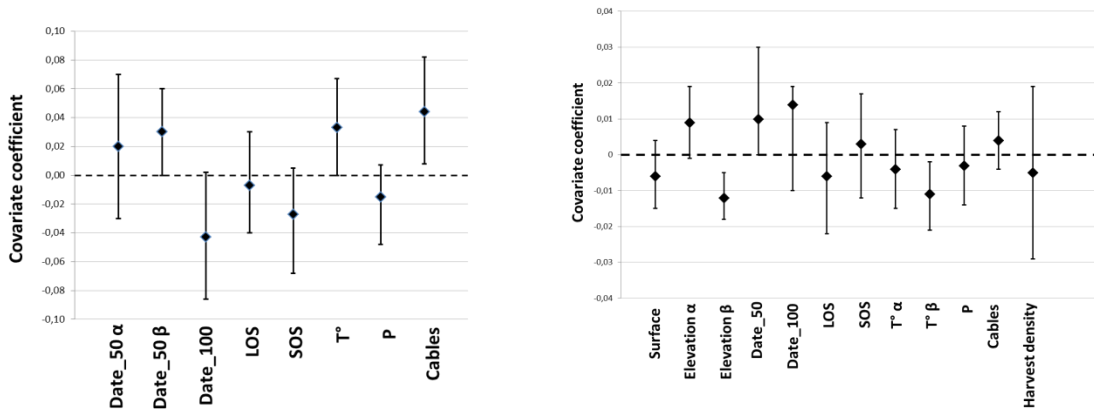 Covariate coefficient
0,10
0,08
0,06
0,04
0,02
0,00
-0,02
-0,04
-0,06
-0,08
-0,10
Date_50 α
Date_50 β
Date_100
LOS
SOS
T°
P
Cables
Covariate coefficient
0,04
0,03
0,02
0,01
0
-0,01
-0,02
-0,03
-0,04
Surface
Elevation α
Elevation β
Date_50
Date_100
LOS
SOS
T° α
T° β
P
Cables
Harvest density